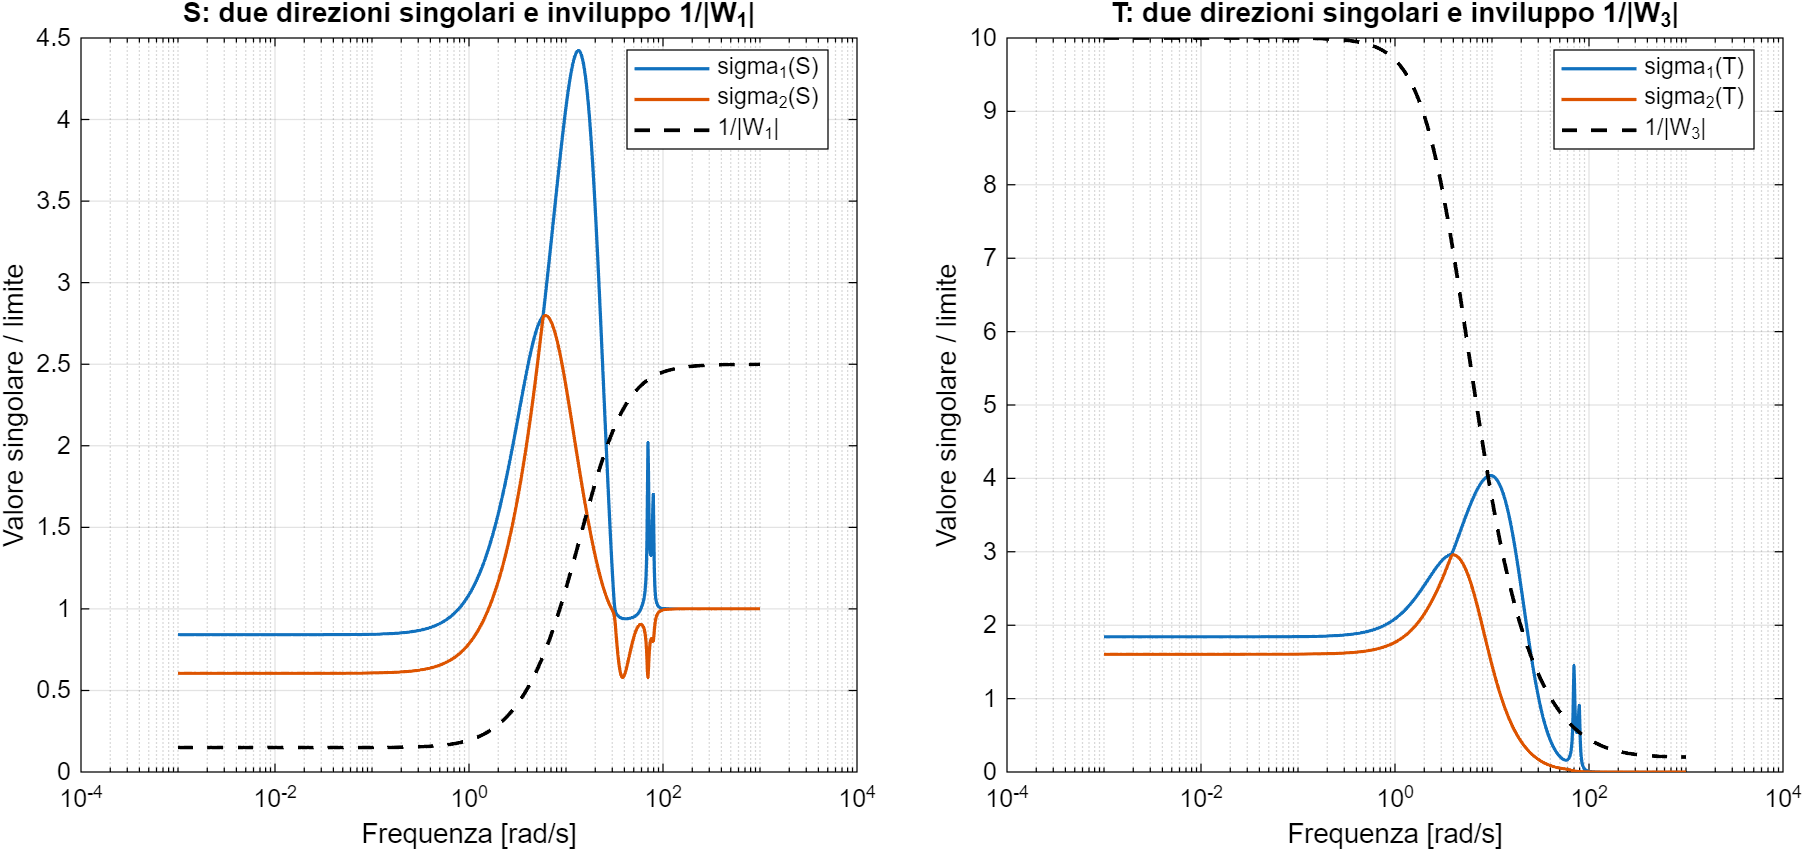 S: due direzioni singolari e inviluppo 1/|W₁|
4.5
4
3.5
3
2.5
2
1.5
1
0.5
0
Valore singolare / limite
sigma₁(S)
sigma₂(S)
1/|W₁|
10⁻⁴ 10⁻² 10⁰ 10² 10⁴
Frequenza [rad/s]
T: due direzioni singolari e inviluppo 1/|W₃|
10
9
8
7
6
5
4
3
2
1
0
Valore singolare / limite
sigma₁(T)
sigma₂(T)
1/|W₃|
10⁻⁴ 10⁻² 10⁰ 10² 10⁴
Frequenza [rad/s]